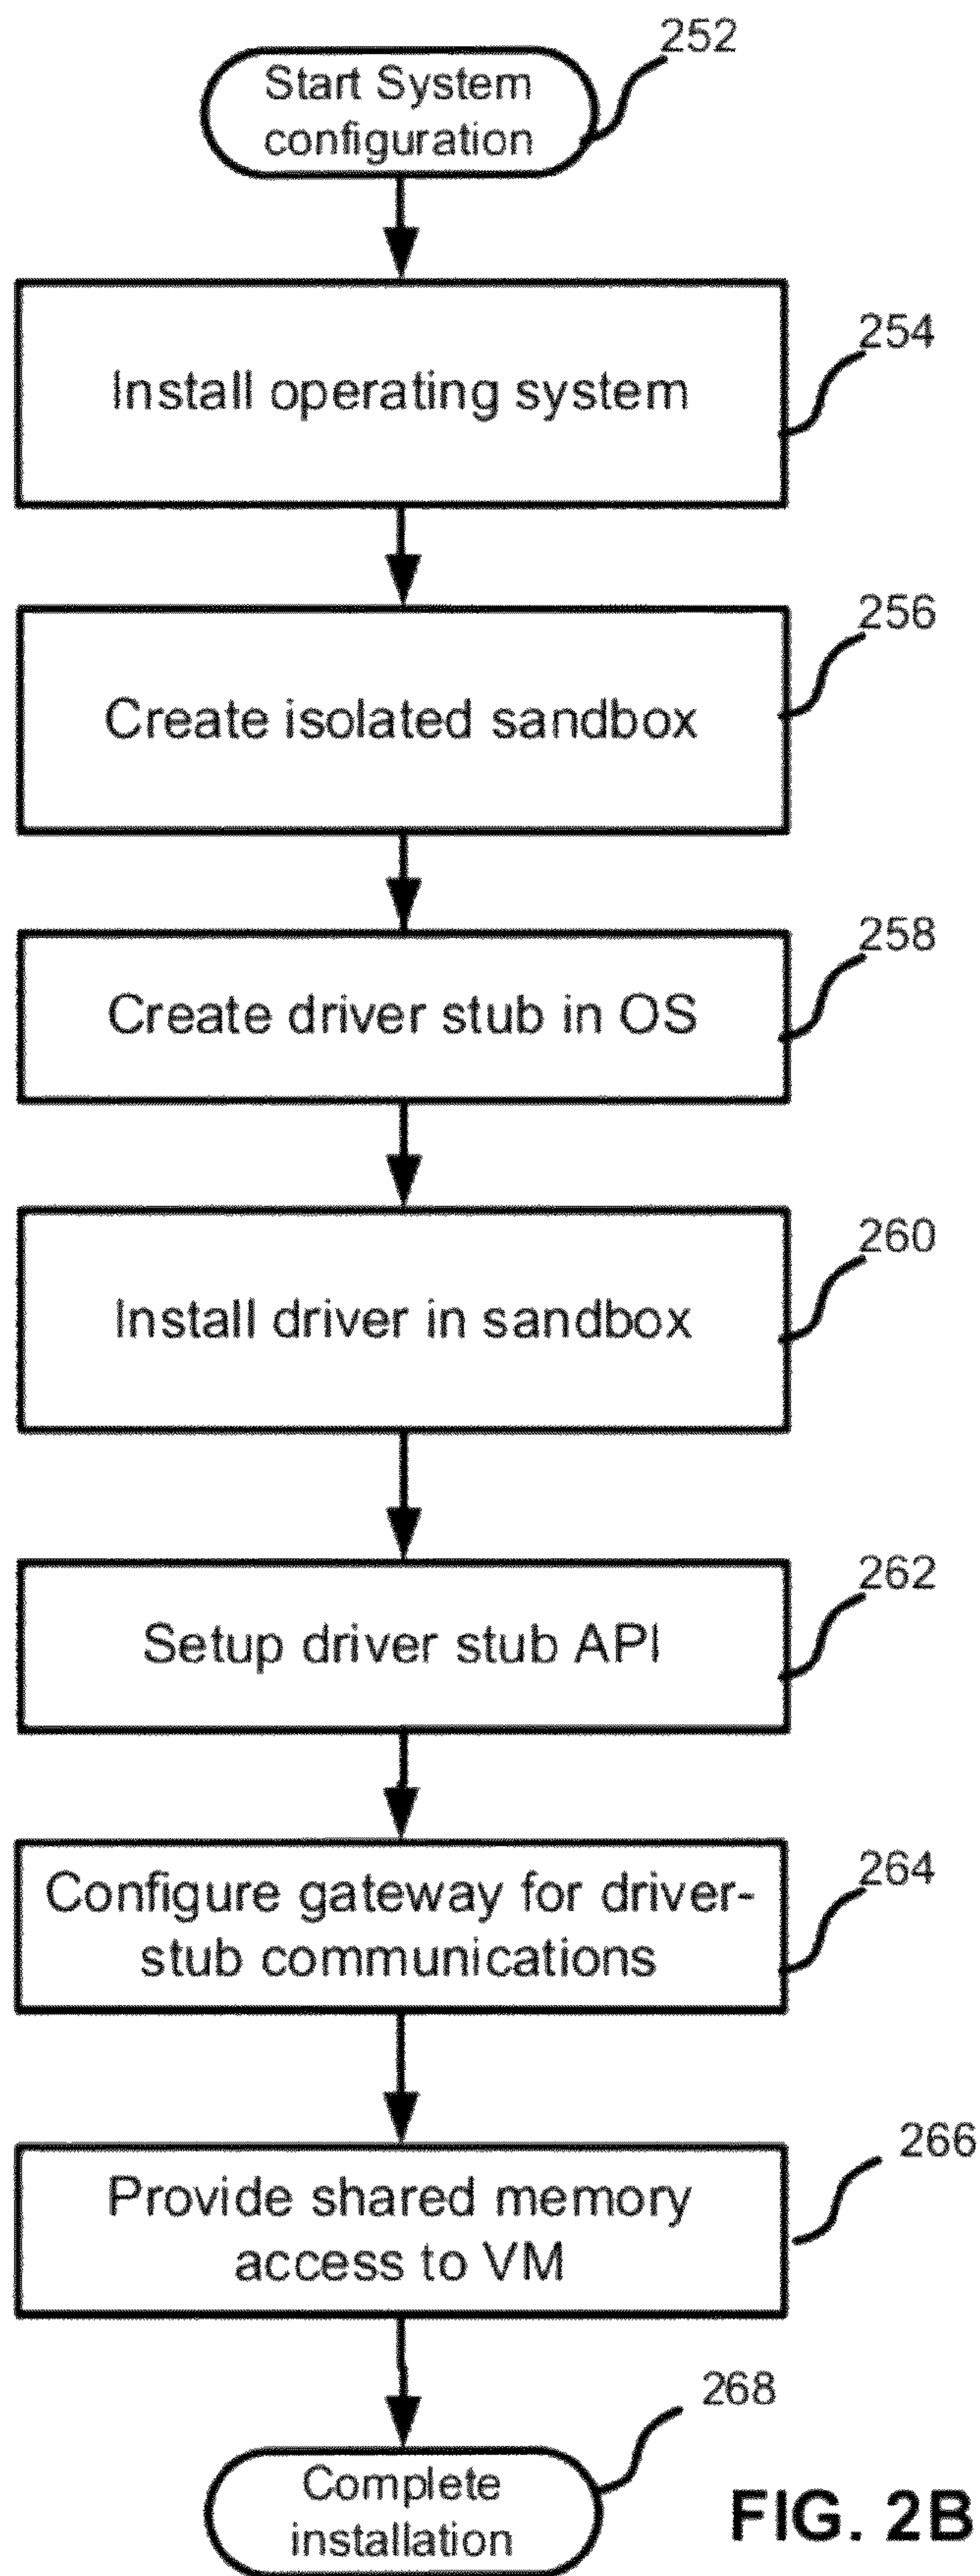 252
Start System
configuration
254
Install operating system
256
Create isolated sandbox
258
Create driver stub in OS
260
Install driver in sandbox
262
Setup driver stub API
264
Configure gateway for driver-
stub communications
266
Provide shared memory
access to VM
268
Complete
installation
FIG. 2B